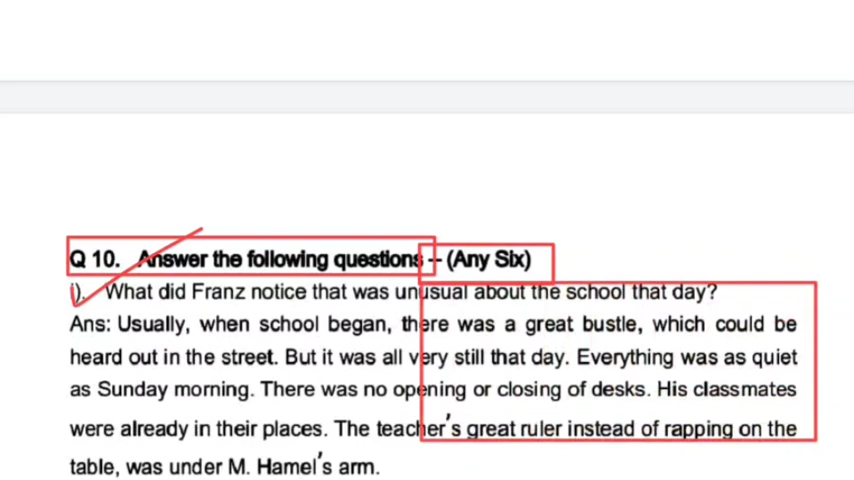 Q 10. Answer the following questions – (Any Six)
i). What did Franz notice that was unusual about the school that day?
Ans: Usually, when school began, there was a great bustle, which could be
heard out in the street. But it was all very still that day. Everything was as quiet
as Sunday morning. There was no opening or closing of desks. His classmates
were already in their places. The teacher's great ruler instead of rapping on the
table, was under M. Hamel's arm.